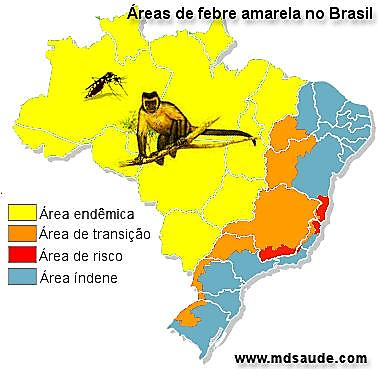 Áreas de febre amarela no Brasil
Área endêmica
Área de transição
Área de risco
Área índene
www.mdsaude.com